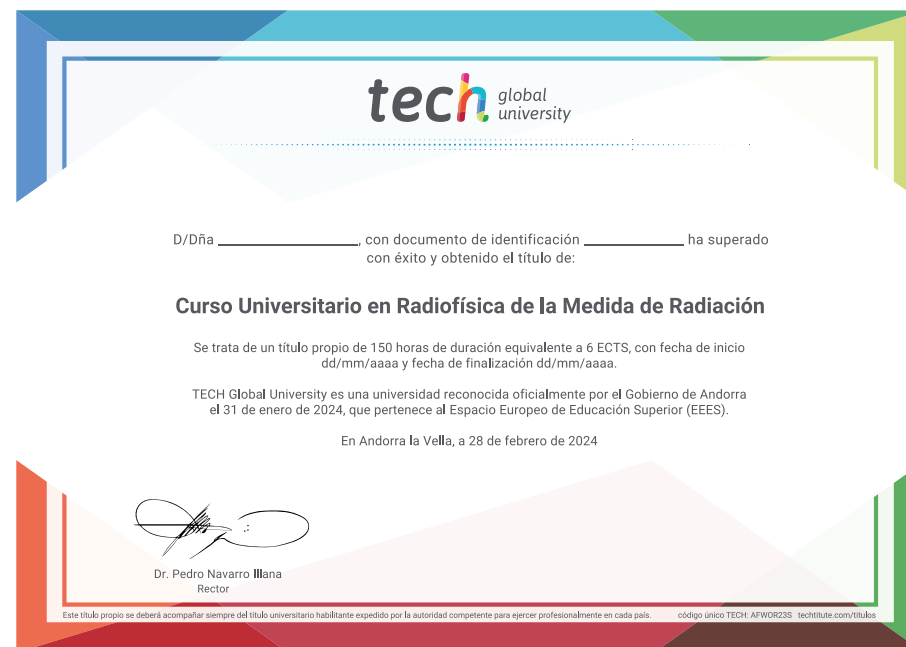 tech global
university
D/Dña ____________________, con documento de identificación ______________ ha superado
con éxito y obtenido el título de:
Curso Universitario en Radiofísica de la Medida de Radiación
Se trata de un título propio de 150 horas de duración equivalente a 6 ECTS, con fecha de inicio
dd/mm/aaaa y fecha de finalización dd/mm/aaaa.
TECH Global University es una universidad reconocida oficialmente por el Gobierno de Andorra
el 31 de enero de 2024, que pertenece al Espacio Europeo de Educación Superior (EEES).
En Andorra la Vella, a 28 de febrero de 2024
Dr. Pedro Navarro Illana
Rector
Este título propio se deberá acompañar siempre del título universitario habilitante expedido por la autoridad competente para ejercer profesionalmente en cada país. código único TECH: AFWOR23S techtitute.com/titulos